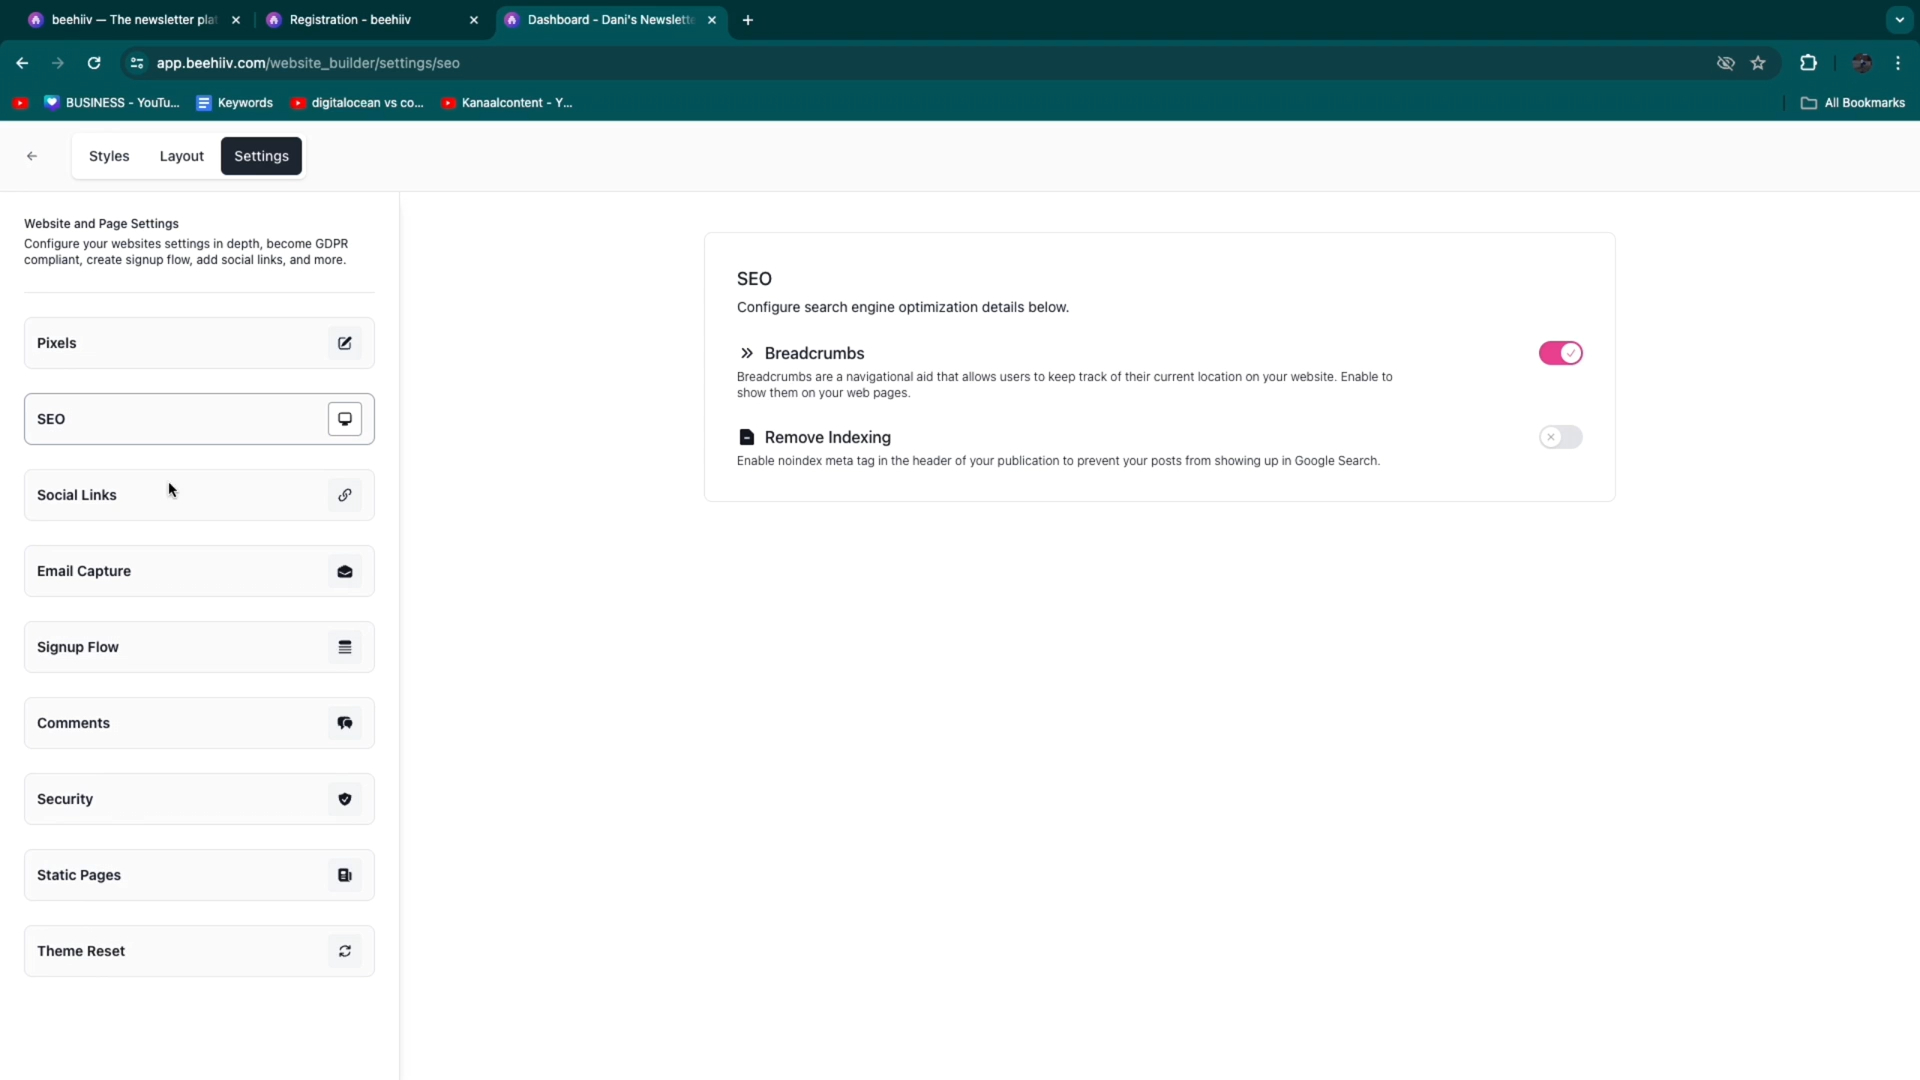 beehiiv — The newsletter plat
Registration - beehiiv
Dashboard - Dani's Newslette
app.beehiiv.com/website_builder/settings/seo
BUSINESS - YouTu...
Keywords
digitalocean vs co...
Kanaalcontent - Y...
All Bookmarks
Styles
Layout
Settings
Website and Page Settings
Configure your websites settings in depth, become GDPR
compliant, create signup flow, add social links, and more.
Pixels
SEO
Social Links
Email Capture
Signup Flow
Comments
Security
Static Pages
Theme Reset
SEO
Configure search engine optimization details below.
Breadcrumbs
Breadcrumbs are a navigational aid that allows users to keep track of their current location on your website. Enable to
show them on your web pages.
Remove Indexing
Enable noindex meta tag in the header of your publication to prevent your posts from showing up in Google Search.